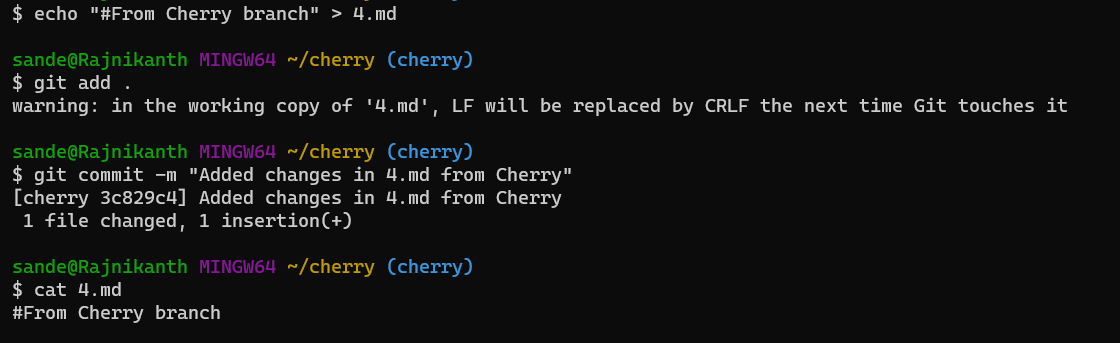 $ echo "#From Cherry branch" > 4.md
sande@Rajnikanth MINGW64 ~/cherry (cherry)
$ git add .
warning: in the working copy of '4.md', LF will be replaced by CRLF the next time Git touches it
sande@Rajnikanth MINGW64 ~/cherry (cherry)
$ git commit -m "Added changes in 4.md from Cherry"
[cherry 3c829c4] Added changes in 4.md from Cherry
 1 file changed, 1 insertion(+)
sande@Rajnikanth MINGW64 ~/cherry (cherry)
$ cat 4.md
#From Cherry branch